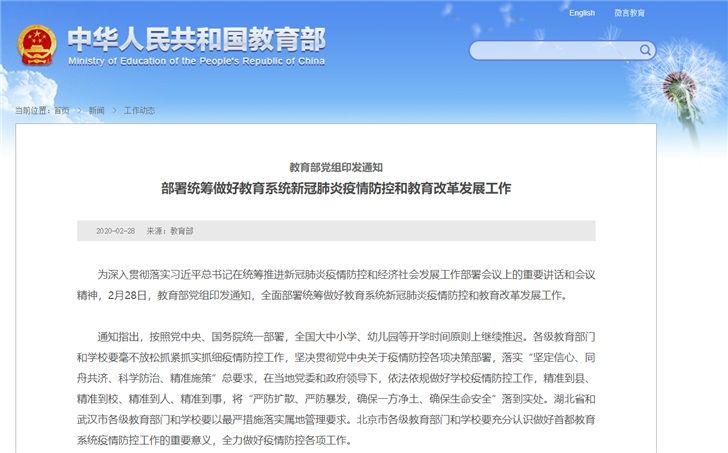 English 微言教育
中华人民共和国教育部
Ministry of Education of the People's Republic of China
当前位置：首页 > 新闻 > 工作动态
教育部党组印发通知
部署统筹做好教育系统新冠肺炎疫情防控和教育改革发展工作
2020-02-28 来源：教育部
为深入贯彻落实习近平总书记在统筹推进新冠肺炎疫情防控和经济社会发展工作部署会议上的重要讲话和会议
精神，2月28日，教育部党组印发通知，全面部署统筹做好教育系统新冠肺炎疫情防控和教育改革发展工作。
通知指出，按照党中央、国务院统一部署，全国大中小学、幼儿园等开学时间原则上继续推迟。各级教育部门
和学校要毫不放松抓紧抓实抓细疫情防控工作，坚决贯彻党中央关于疫情防控各项决策部署，落实“坚定信心、同
舟共济、科学防治、精准施策”总要求，在当地党委和政府领导下，依法依规做好学校疫情防控工作，精准到县、
精准到校、精准到人、精准到事，将“严防扩散、严防暴发，确保一方净土、确保生命安全”落到实处。湖北省和
武汉市各级教育部门和学校要以最严措施落实属地管理要求。北京市各级教育部门和学校要充分认识做好首都教育
系统疫情防控工作的重要意义，全力做好疫情防控各项工作。